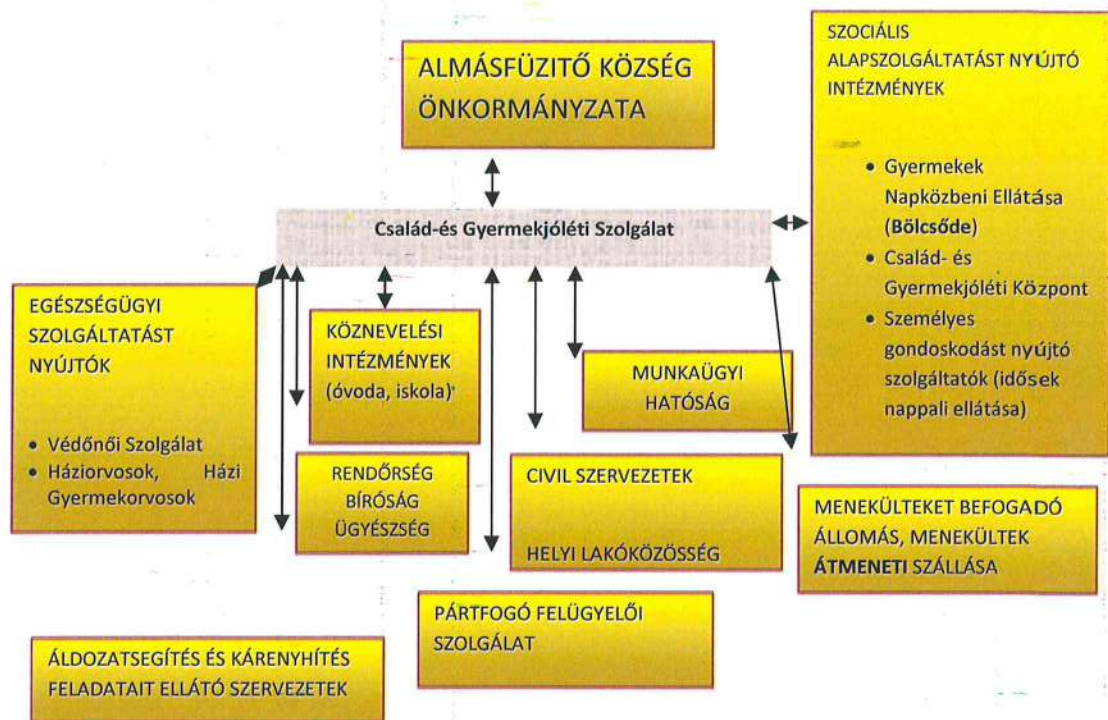 ALMÁSFÜZITŐ KÖZSÉG
ÖNKORMÁNYZATA
SZOCIÁLIS
ALAPSZOLGÁLTATÁST NYÚJTÓ
INTÉZMÉNYEK
• Gyermekek
Napközbeni Ellátása
(Bölcsőde)
• Család- és
Gyermekjóléti Központ
• Személyes
gondoskodást nyújtó
szolgáltatók (idősek
nappali ellátása)
Család-és Gyermekjóléti Szolgálat
EGÉSZSÉGÜGYI
SZOLGÁLTATÁST
NYÚJTÓK
• Védőnői Szolgálat
• Háziorvosok, Házi
Gyermekorvosok
KÖZNEVELÉSI
INTÉZMÉNYEK
(óvoda, iskola)
MUNKAÜGYI
HATÓSÁG
RENDŐRSÉG
BÍRÓSÁG
ÜGYÉSZSÉG
CIVIL SZERVEZETEK
HELYI LAKÓKÖZÖSSÉG
MENEKÜLTEKET BEFOGADÓ
ÁLLOMÁS, MENEKÜLTEK
ÁTMENETI SZÁLLÁSA
PÁRTFOGÓ FELÜGYELŐI
SZOLGÁLAT
ÁLDOZATSEGÍTÉS ÉS KÁRENYHÍTÉS
FELADATAIT ELLÁTÓ SZERVEZETEK